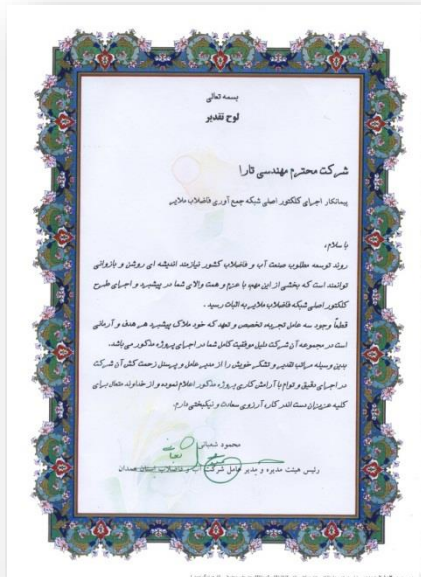 بسمه تعالی
لوح تقدیر
شرکت محترم مهندسی تارا
پیمانکار اجرای کلکتور اصلی شبکه جمع آوری فاضلاب ملایر
با سلام،
روند توسعه مطلوب صنعت آب و فاضلاب کشور نیازمند اندیشه ای روشن و بازوانی
توانمند است که بخشی از این مهم با عزم و همت والای شما در پیشبرد و اجرای طرح
کلکتور اصلی شبکه فاضلاب ملایر به اثبات رسید.
قطعاً وجود سه عامل تجربه، تخصص و تعهد که خود ملاک پیشبرد هر هدف و آرمانی
است در مجموعه آن شرکت دلیل موفقیت کامل شما در اجرای پروژه مذکور می باشد.
بدین وسیله مراتب تقدیر و تشکر خویش را از مدیر عامل و پرسنل زحمت کش آن شرکت
در اجرای دقیق و توام با آرامش کاری پروژه مذکور اعلام نموده و از خداوند متعال برای
کلیه عزیزان دست اندر کار، آرزوی سعادت و نیکبختی دارم.
محمود شعبانی
رئیس هیئت مدیره و مدیر عامل شرکت آب و فاضلاب استان همدان